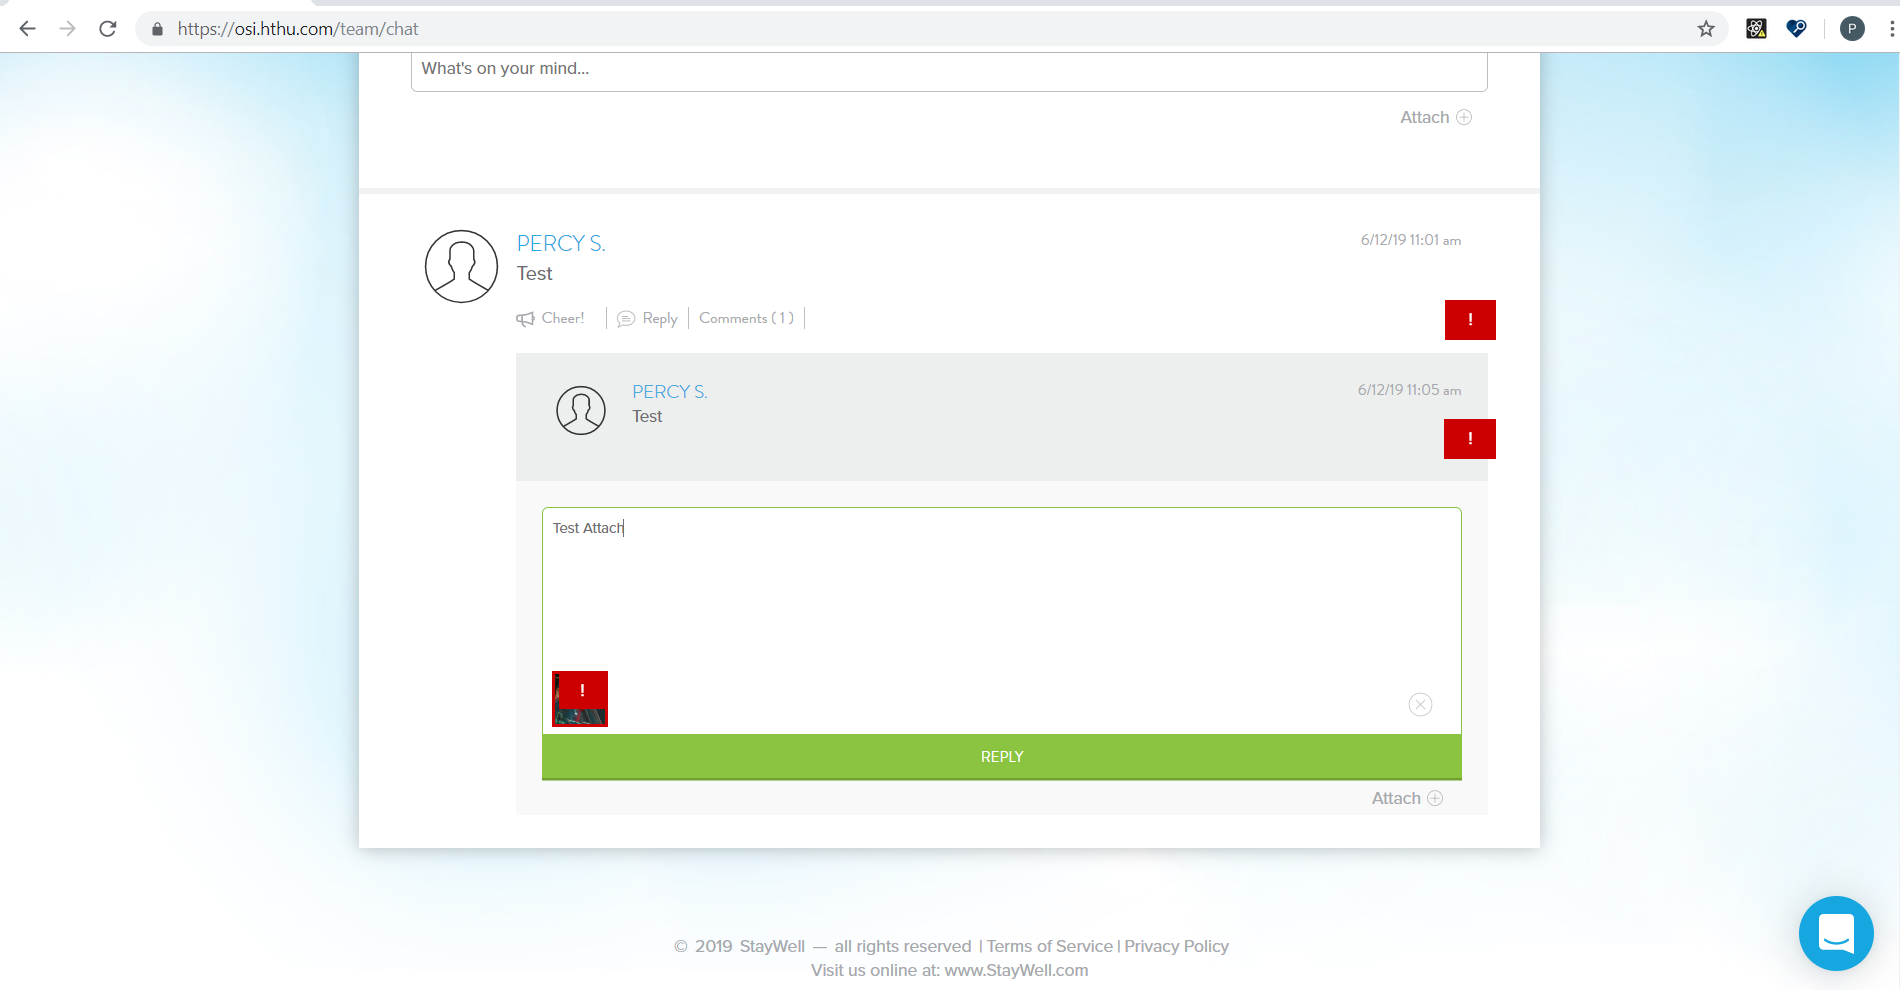 https://osi.hthu.com/team/chat
P
What's on your mind...
Attach
PERCY S.
6/12/19 11:01 am
Test
Cheer! Reply Comments ( 1 )
!
PERCY S.
6/12/19 11:05 am
Test
!
Test Attach
!
REPLY
Attach
© 2019 StayWell — all rights reserved | Terms of Service | Privacy Policy
Visit us online at: www.StayWell.com